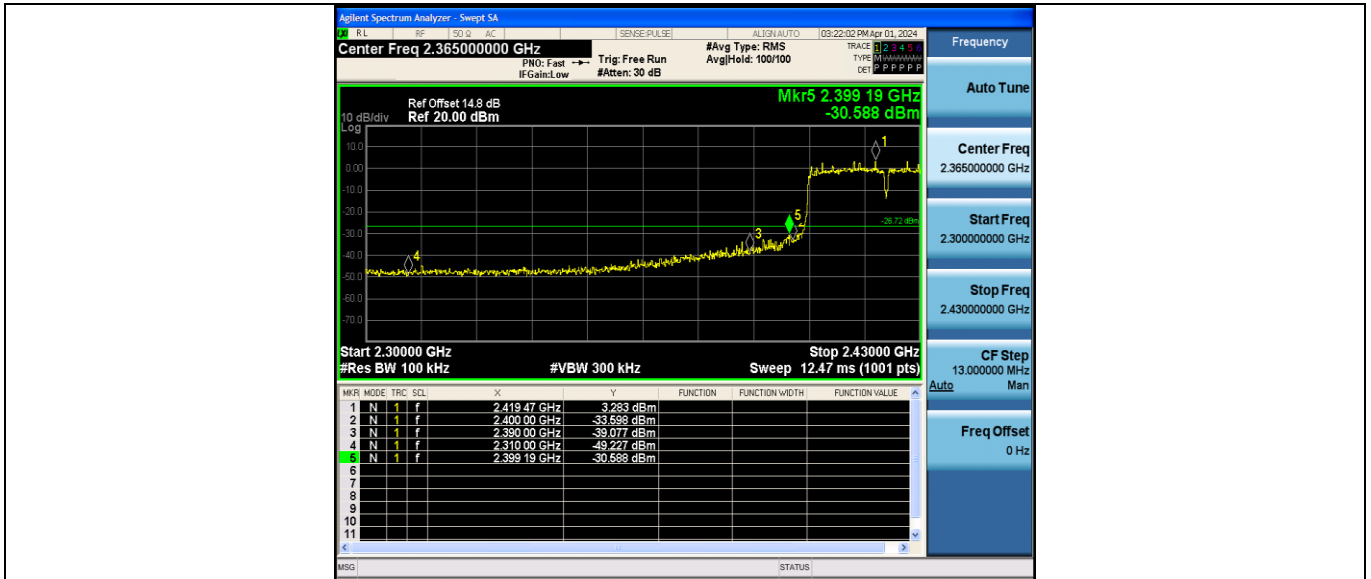 Agilent Spectrum Analyzer - Swept SA
LXI RL RF 50 Ω AC SENSE:PULSE ALIGN AUTO 03:22:02 PM Apr 01, 2024
Center Freq 2.365000000 GHz
PNO: Fast
IFGain:Low
Trig: Free Run
#Atten: 30 dB
#Avg Type: RMS
Avg|Hold: 100/100
TRACE 1 2 3 4 5 6
TYPE MWWWWW
DET P P P P P P
Mkr5 2.399 19 GHz
-30.588 dBm
Ref Offset 14.8 dB
10 dB/div Ref 20.00 dBm
Log
10.0
0.00
-10.0
-20.0
-30.0
-40.0
-50.0
-60.0
-70.0
1
5
3
4
-26.72 dBm
Start 2.30000 GHz Stop 2.43000 GHz
#Res BW 100 kHz #VBW 300 kHz Sweep 12.47 ms (1001 pts)
MKR MODE TRC SCL X Y FUNCTION FUNCTION WIDTH FUNCTION VALUE
1 N 1 f 2.419 47 GHz 3.283 dBm
2 N 1 f 2.400 00 GHz -33.598 dBm
3 N 1 f 2.390 00 GHz -39.077 dBm
4 N 1 f 2.310 00 GHz -49.227 dBm
5 N 1 f 2.399 19 GHz -30.588 dBm
6
7
8
9
10
11
MSG STATUS
Frequency
Auto Tune
Center Freq
2.365000000 GHz
Start Freq
2.300000000 GHz
Stop Freq
2.430000000 GHz
CF Step
13.000000 MHz
Auto Man
Freq Offset
0 Hz